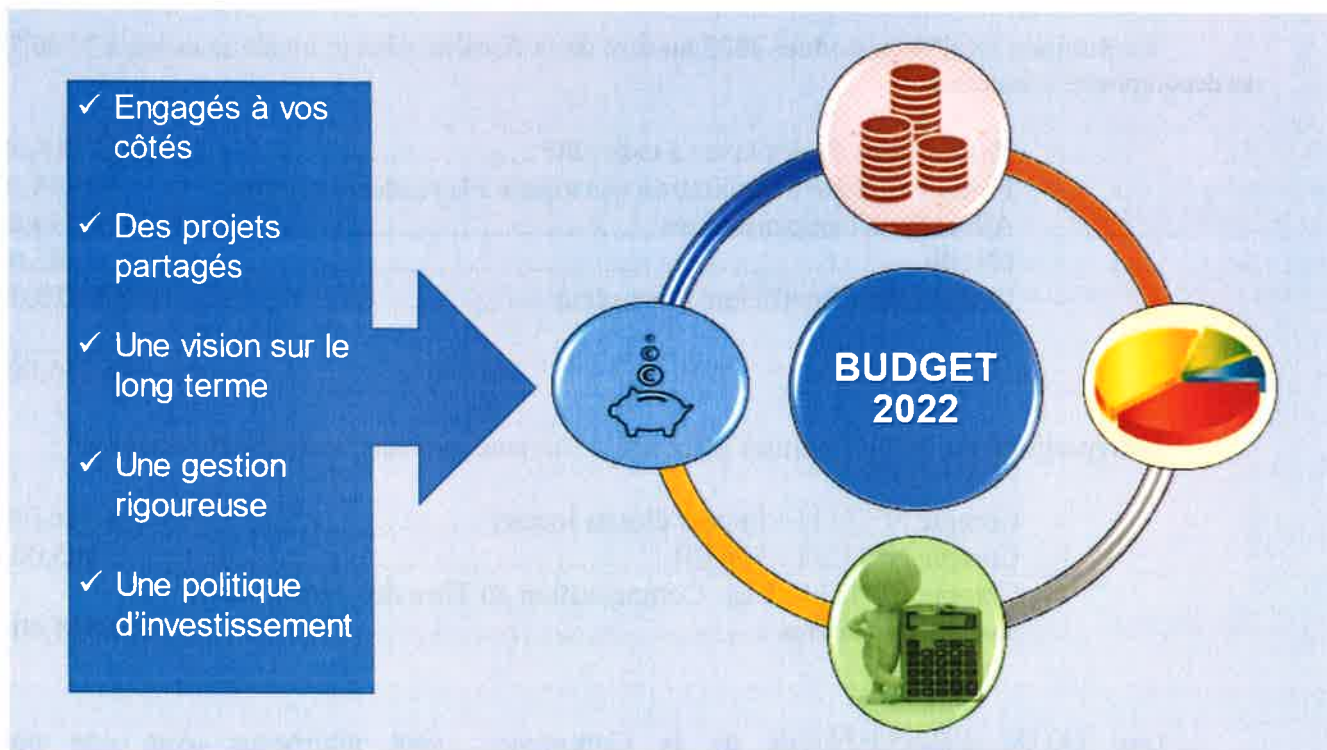 ✓ Engagés à vos
côtés
✓ Des projets
partagés
✓ Une vision sur le
long terme
✓ Une gestion
rigoureuse
✓ Une politique
d'investissement
BUDGET
2022